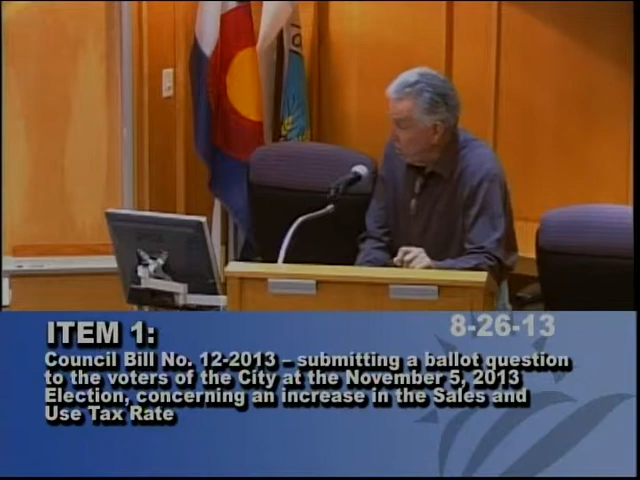 ITEM 1:
8-26-13
Council Bill No. 12-2013 – submitting a ballot question
to the voters of the City at the November 5, 2013
Election, concerning an increase in the Sales and
Use Tax Rate